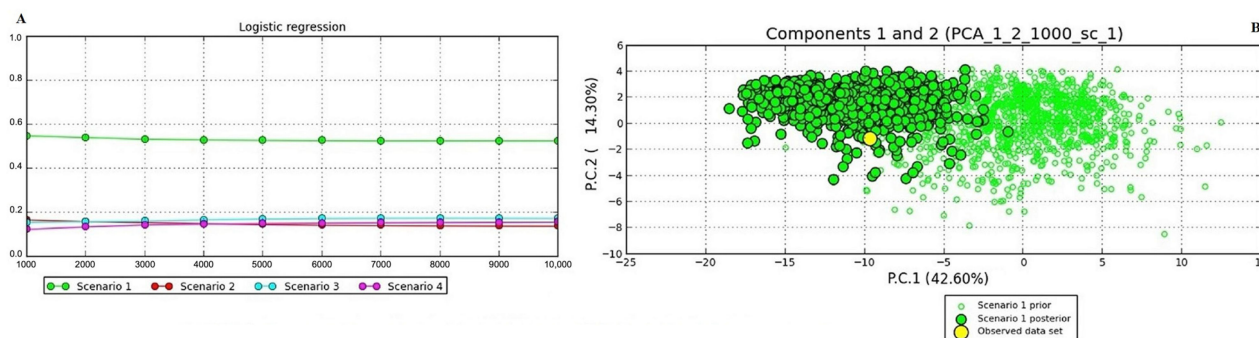 A
Logistic regression
1.0
0.8
0.6
0.4
0.2
0.0
1000 2000 3000 4000 5000 6000 7000 8000 9000 10,000
Scenario 1 Scenario 2 Scenario 3 Scenario 4
B
Components 1 and 2 (PCA_1_2_1000_sc_1)
P.C.2 ( 14.30%)
6
4
2
0
−2
−4
−6
−8
−10
−25 −20 −15 −10 −5 0 5 10 15
P.C.1 (42.60%)
Scenario 1 prior
Scenario 1 posterior
Observed data set